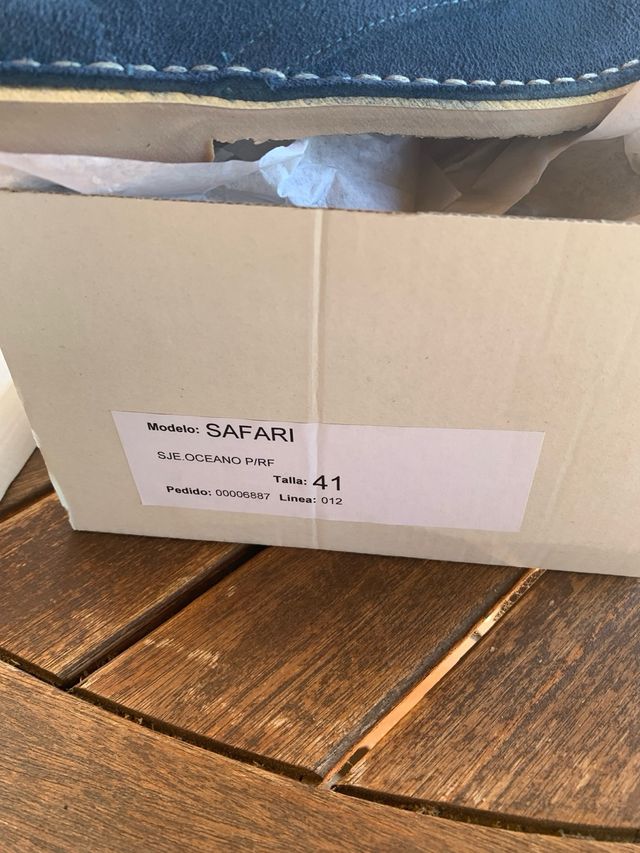 Modelo: SAFARI
SJE.OCEANO P/RF
Talla: 41
Pedido: 00006887 Linea: 012